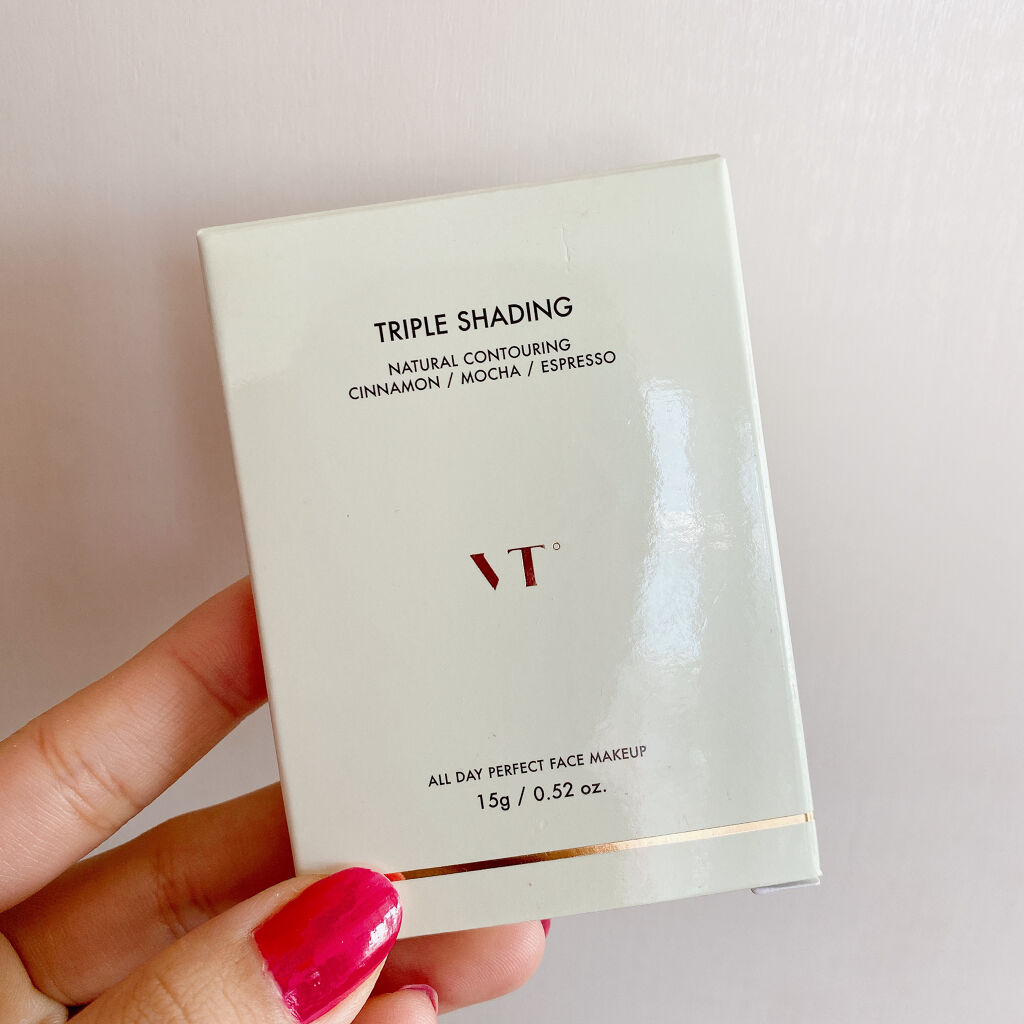 TRIPLE SHADING
NATURAL CONTOURING
CINNAMON / MOCHA / ESPRESSO
VT°
ALL DAY PERFECT FACE MAKEUP
15g / 0.52 oz.